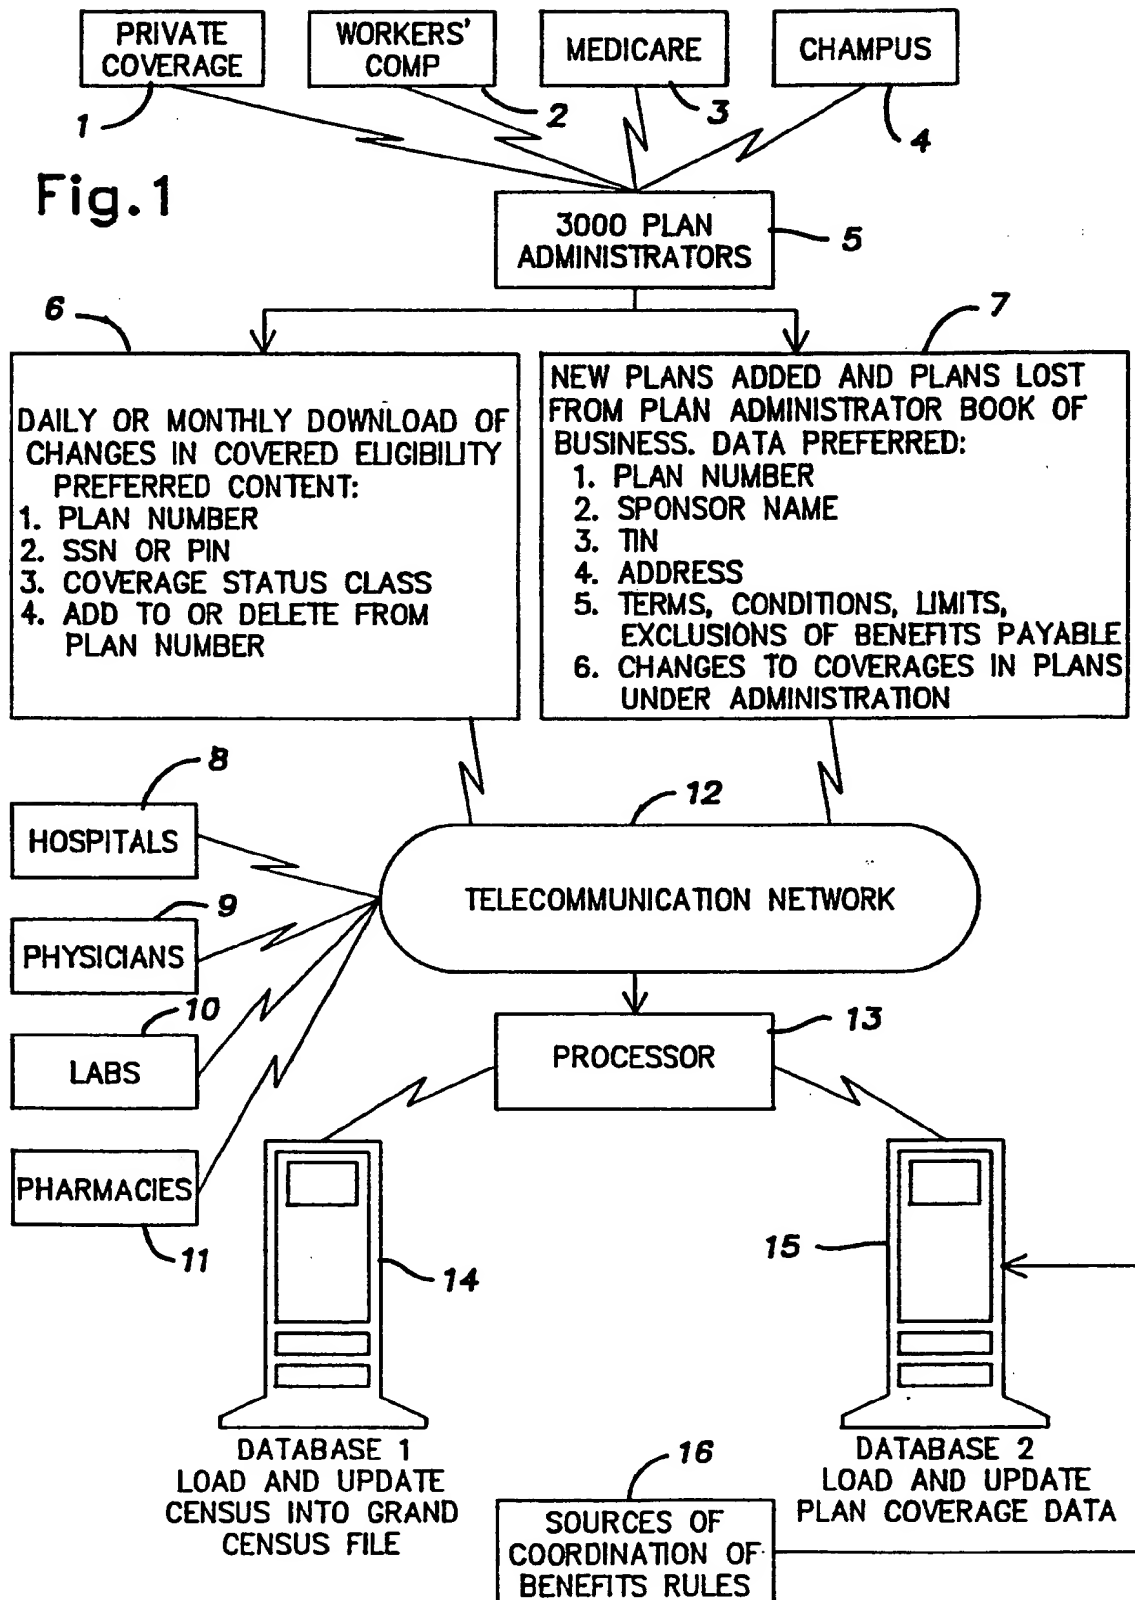 PRIVATE
COVERAGE
WORKERS'
COMP
MEDICARE
CHAMPUS
1
2
3
4
Fig.1
3000 PLAN
ADMINISTRATORS
5
6
7
DAILY OR MONTHLY DOWNLOAD OF
CHANGES IN COVERED ELIGIBILITY
PREFERRED CONTENT:
1. PLAN NUMBER
2. SSN OR PIN
3. COVERAGE STATUS CLASS
4. ADD TO OR DELETE FROM
PLAN NUMBER
NEW PLANS ADDED AND PLANS LOST
FROM PLAN ADMINISTRATOR BOOK OF
BUSINESS. DATA PREFERRED:
1. PLAN NUMBER
2. SPONSOR NAME
3. TIN
4. ADDRESS
5. TERMS, CONDITIONS, LIMITS,
EXCLUSIONS OF BENEFITS PAYABLE
6. CHANGES TO COVERAGES IN PLANS
UNDER ADMINISTRATION
8
HOSPITALS
9
PHYSICIANS
10
LABS
PHARMACIES
11
12
TELECOMMUNICATION NETWORK
13
PROCESSOR
14
15
DATABASE 1
LOAD AND UPDATE
CENSUS INTO GRAND
CENSUS FILE
DATABASE 2
LOAD AND UPDATE
PLAN COVERAGE DATA
16
SOURCES OF
COORDINATION OF
BENEFITS RULES